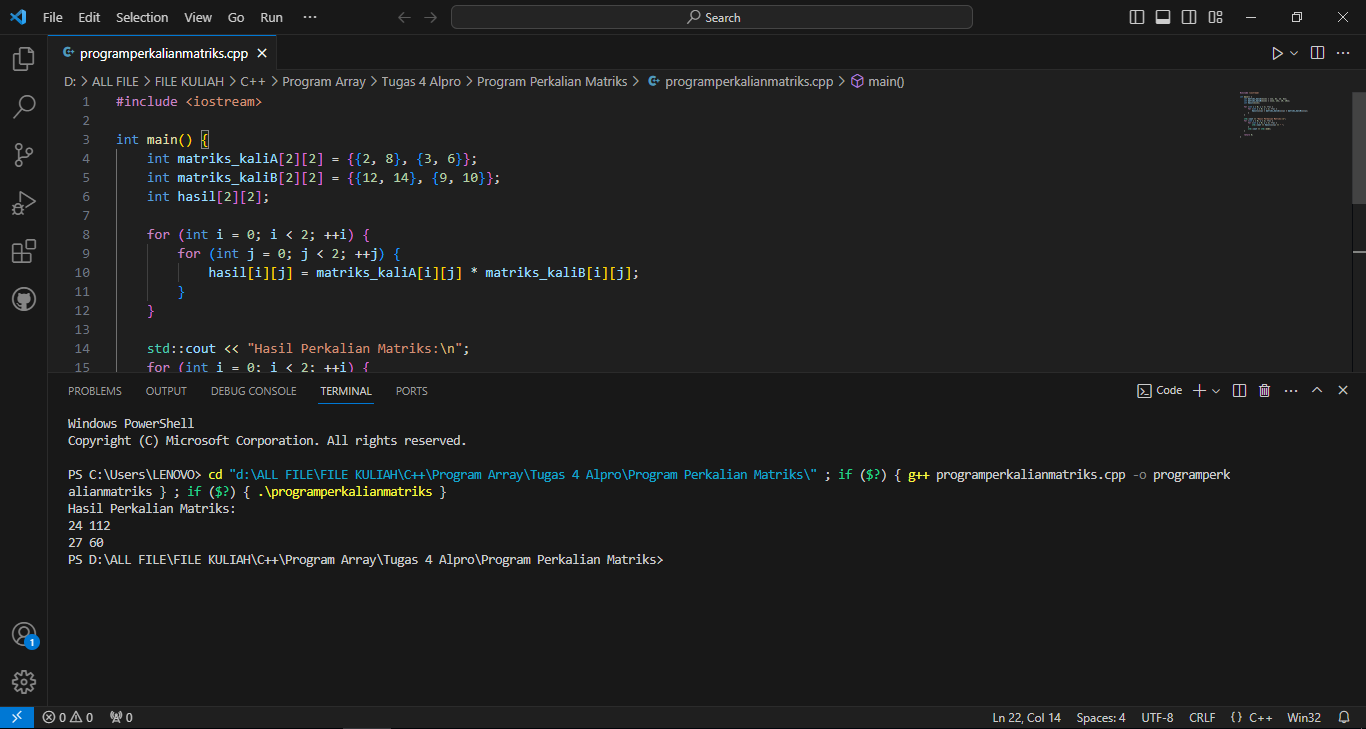 File Edit Selection View Go Run ··· Search
programperkalianmatriks.cpp
D: > ALL FILE > FILE KULIAH > C++ > Program Array > Tugas 4 Alpro > Program Perkalian Matriks > programperkalianmatriks.cpp > main()
1 #include <iostream>
2
3 int main() {
4 int matriks_kaliA[2][2] = {{2, 8}, {3, 6}};
5 int matriks_kaliB[2][2] = {{12, 14}, {9, 10}};
6 int hasil[2][2];
7
8 for (int i = 0; i < 2; ++i) {
9 for (int j = 0; j < 2; ++j) {
10 hasil[i][j] = matriks_kaliA[i][j] * matriks_kaliB[i][j];
11 }
12 }
13
14 std::cout << "Hasil Perkalian Matriks:\n";
15 for (int i = 0; i < 2; ++i) {
PROBLEMS OUTPUT DEBUG CONSOLE TERMINAL PORTS Code
Windows PowerShell
Copyright (C) Microsoft Corporation. All rights reserved.
PS C:\Users\LENOVO> cd "d:\ALL FILE\FILE KULIAH\C++\Program Array\Tugas 4 Alpro\Program Perkalian Matriks\" ; if ($?) { g++ programperkalianmatriks.cpp -o programperk
alianmatriks } ; if ($?) { .\programperkalianmatriks }
Hasil Perkalian Matriks:
24 112
27 60
PS D:\ALL FILE\FILE KULIAH\C++\Program Array\Tugas 4 Alpro\Program Perkalian Matriks>
1
0 0 0 Ln 22, Col 14 Spaces: 4 UTF-8 CRLF {} C++ Win32